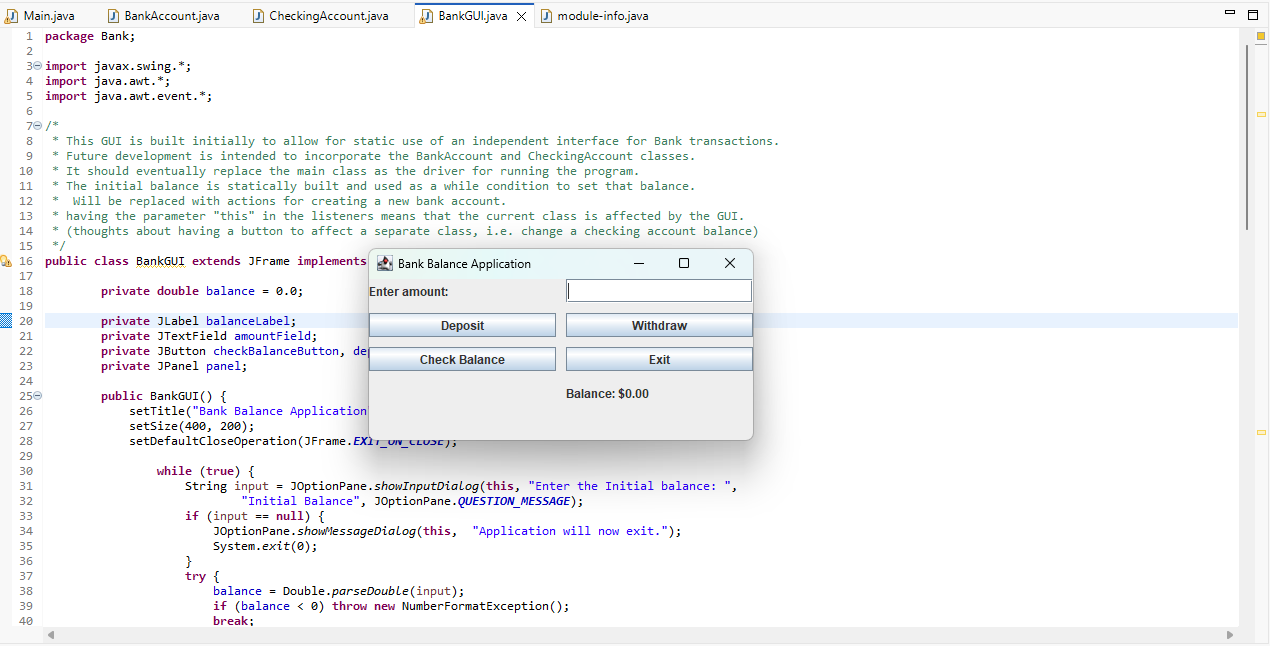 Main.java BankAccount.java CheckingAccount.java BankGUI.java module-info.java
1 package Bank;
2
3 import javax.swing.*;
4 import java.awt.*;
5 import java.awt.event.*;
6
7 /*
8  * This GUI is built initially to allow for static use of an independent interface for Bank transactions.
9  * Future development is intended to incorporate the BankAccount and CheckingAccount classes.
10  * It should eventually replace the main class as the driver for running the program.
11  * The initial balance is statically built and used as a while condition to set that balance.
12  *  Will be replaced with actions for creating a new bank account.
13  * having the parameter "this" in the listeners means that the current class is affected by the GUI.
14  * (thoughts about having a button to affect a separate class, i.e. change a checking account balance)
15  */
16 public class BankGUI extends JFrame implements
17
18 private double balance = 0.0;
19
20 private JLabel balanceLabel;
21 private JTextField amountField;
22 private JButton checkBalanceButton,
23 private JPanel panel;
24
25 public BankGUI() {
26 setTitle("Bank Balance Application
27 setSize(400, 200);
28 setDefaultCloseOperation(JFrame.EXIT_ON_CLOSE);
29
30 while (true) {
31 String input = JOptionPane.showInputDialog(this, "Enter the Initial balance: ",
32 "Initial Balance", JOptionPane.QUESTION_MESSAGE);
33 if (input == null) {
34 JOptionPane.showMessageDialog(this,  "Application will now exit.");
35 System.exit(0);
36 }
37 try {
38 balance = Double.parseDouble(input);
39 if (balance < 0) throw new NumberFormatException();
40 break;
Bank Balance Application
Enter amount:
Deposit Withdraw
Check Balance Exit
Balance: $0.00